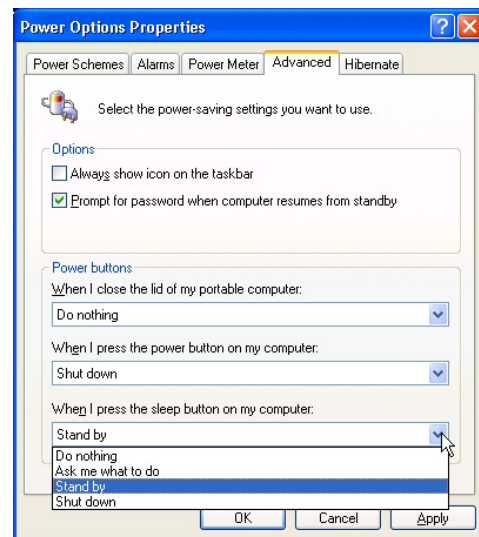 Power Options Properties
Power Schemes Alarms Power Meter Advanced Hibernate
Select the power-saving settings you want to use.
Options
Always show icon on the taskbar
Prompt for password when computer resumes from standby
Power buttons
When I close the lid of my portable computer:
Do nothing
When I press the power button on my computer:
Shut down
When I press the sleep button on my computer:
Stand by
Do nothing
Ask me what to do
Stand by
Shut down
OK Cancel Apply